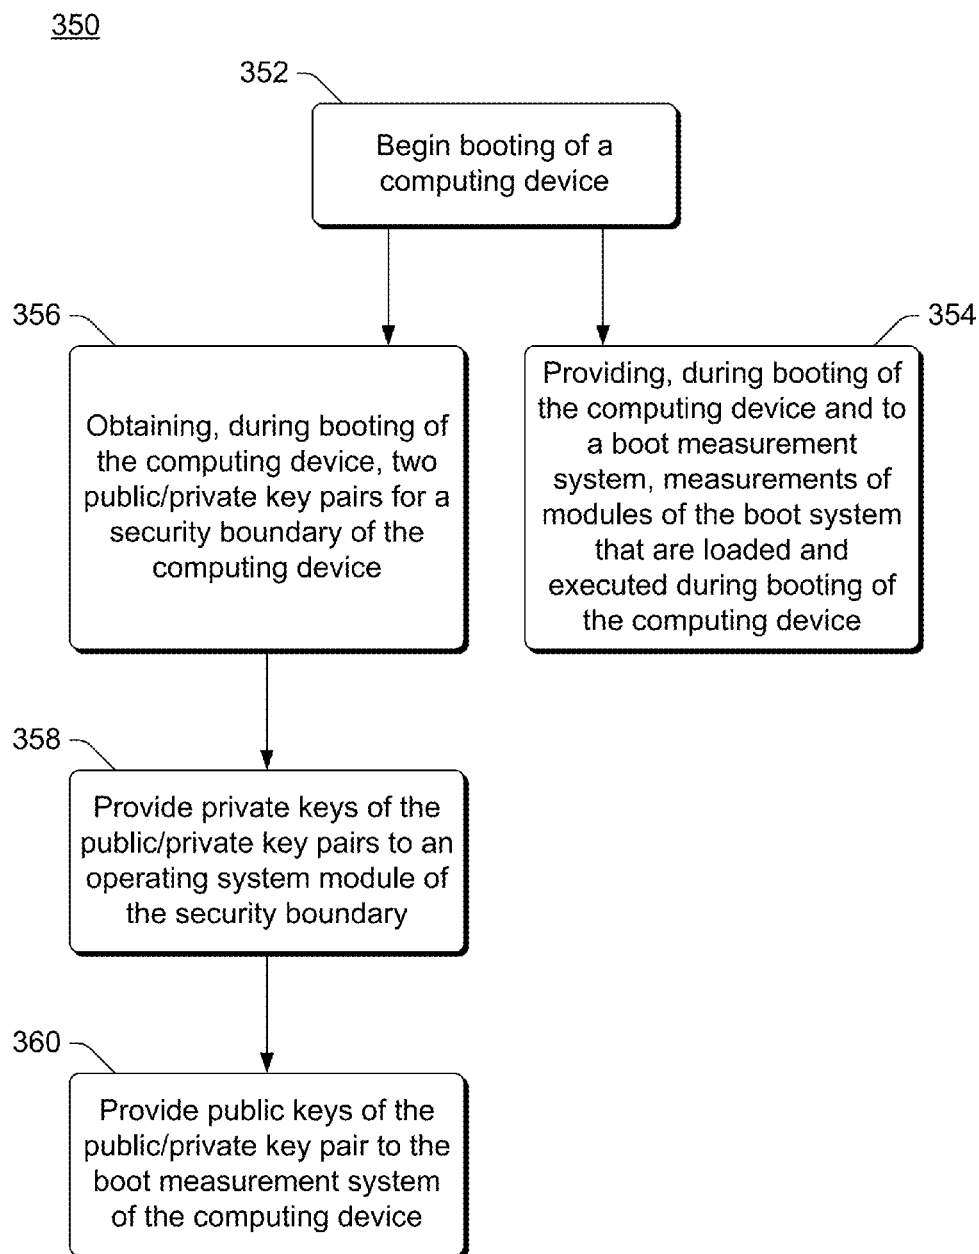 350
352
Begin booting of a
computing device
356
Obtaining, during booting of
the computing device, two
public/private key pairs for a
security boundary of the
computing device
354
Providing, during booting of
the computing device and to
a boot measurement
system, measurements of
modules of the boot system
that are loaded and
executed during booting of
the computing device
358
Provide private keys of the
public/private key pairs to an
operating system module of
the security boundary
360
Provide public keys of the
public/private key pair to the
boot measurement system
of the computing device